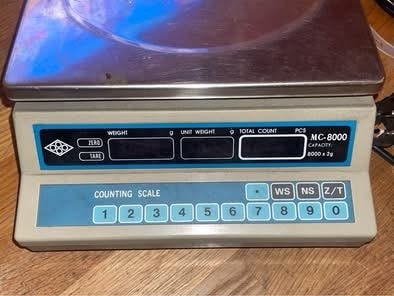 WEIGHT g UNIT WEIGHT g TOTAL COUNT PCS MC-8000
ZERO
CAPACITY:
TARE
8000 x 2g
COUNTING SCALE * WS NS Z/T
1 2 3 4 5 6 7 8 9 0